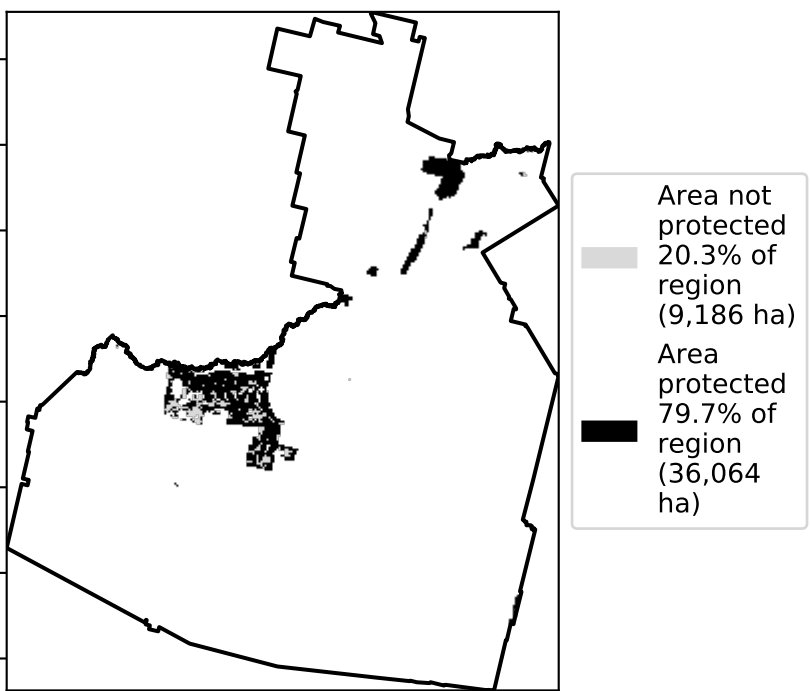 Area not
protected
20.3% of
region
(9,186 ha)
Area
protected
79.7% of
region
(36,064
ha)